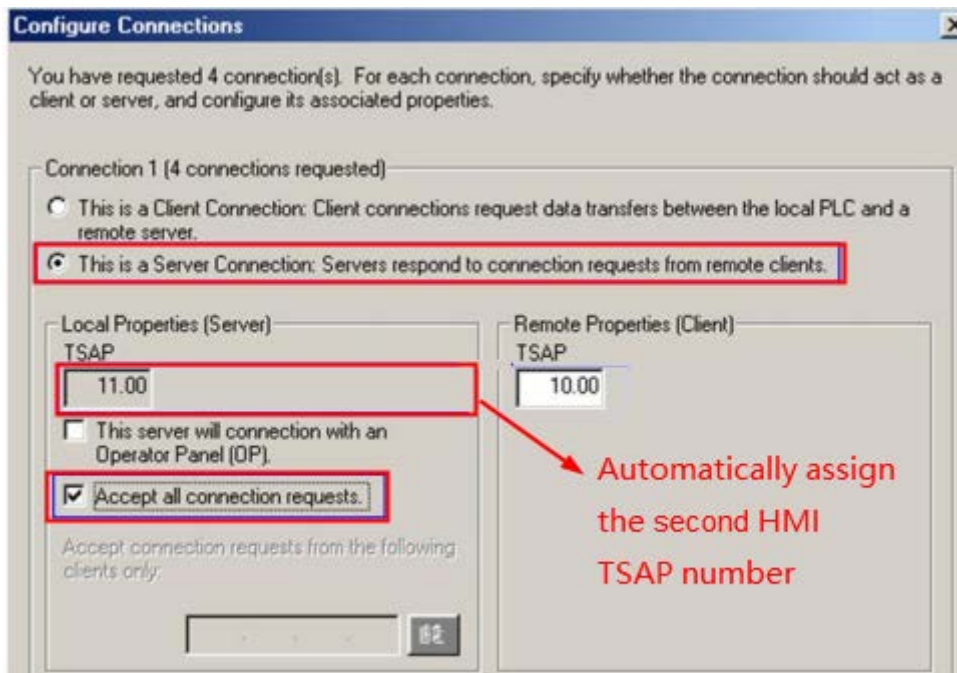 Configure Connections
You have requested 4 connection(s). For each connection, specify whether the connection should act as a
client or server, and configure its associated properties.
Connection 1 (4 connections requested)
This is a Client Connection: Client connections request data transfers between the local PLC and a
remote server.
This is a Server Connection: Servers respond to connection requests from remote clients.
Local Properties (Server)
TSAP
11.00
This server will connection with an
Operator Panel (OP).
Accept all connection requests.
Accept connection requests from the following
clients only:
Remote Properties (Client)
TSAP
10.00
Automatically assign
the second HMI
TSAP number